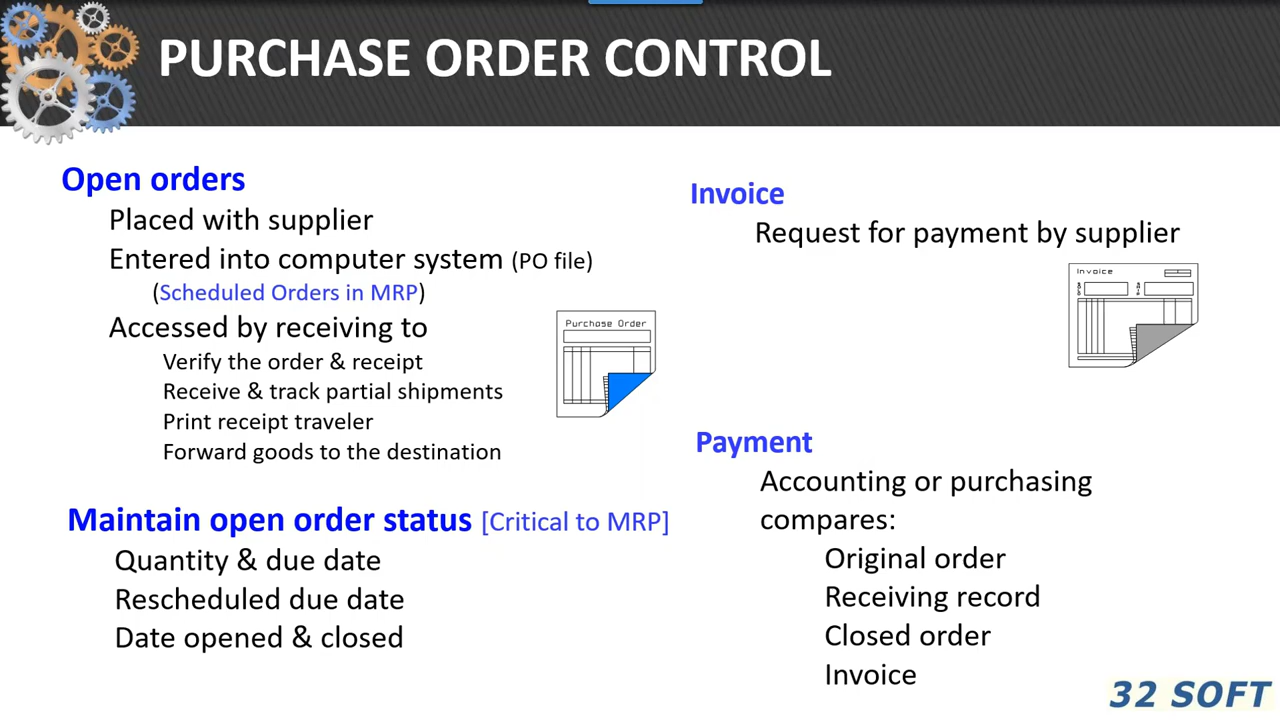 PURCHASE ORDER CONTROL
Open orders
Placed with supplier
Entered into computer system (PO file)
(Scheduled Orders in MRP)
Accessed by receiving to
Verify the order & receipt
Receive & track partial shipments
Print receipt traveler
Forward goods to the destination
Purchase Order
Maintain open order status [Critical to MRP]
Quantity & due date
Rescheduled due date
Date opened & closed
Invoice
Request for payment by supplier
Invoice
Payment
Accounting or purchasing
compares:
Original order
Receiving record
Closed order
Invoice
32 SOFT